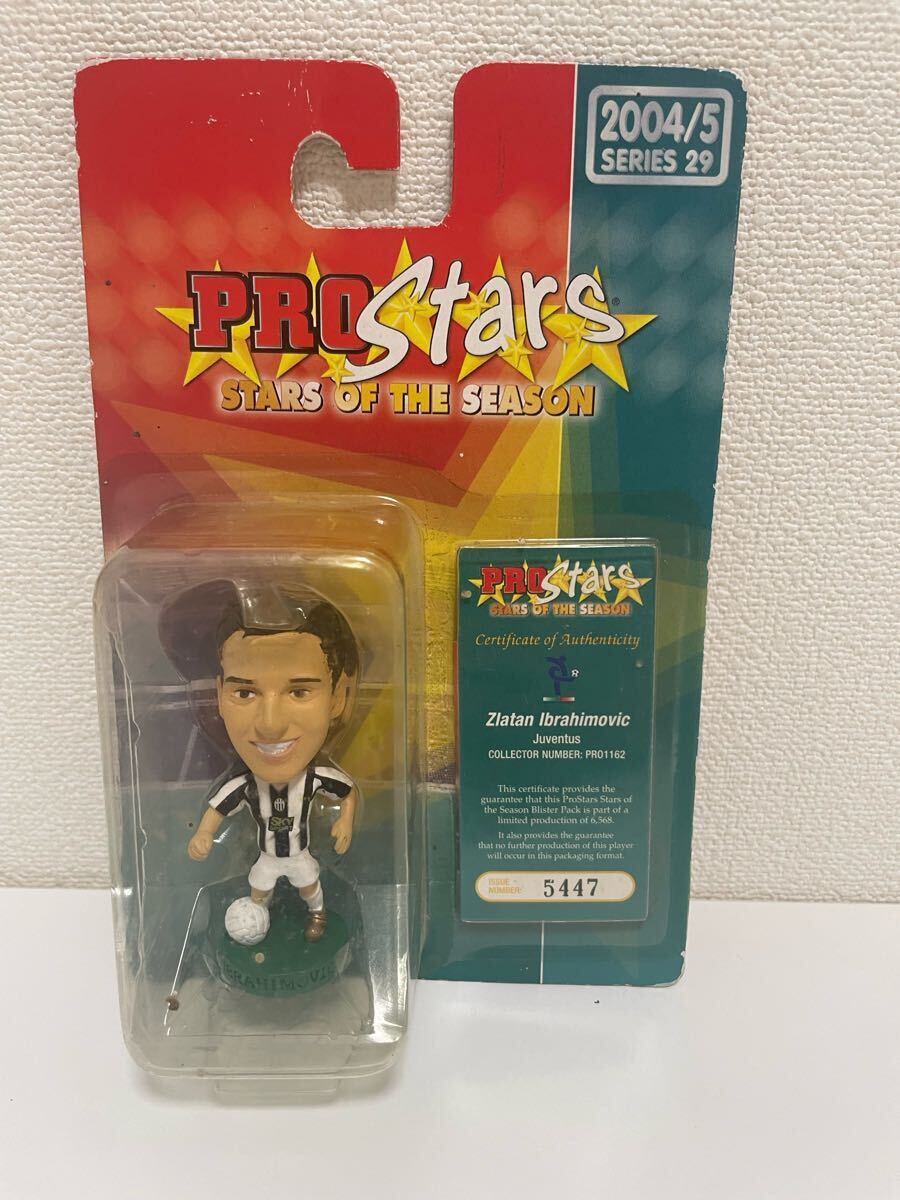 2004/5
SERIES 29
PROStars®
STARS OF THE SEASON
PROStars
STARS OF THE SEASON
Certificate of Authenticity
Zlatan Ibrahimovic
Juventus
COLLECTOR NUMBER: PRO1162
This certificate provides the
guarantee that this ProStars Stars of
the Season Blister Pack is part of a
limited production of 6,568.
It also provides the guarantee
that no further production of this player
will occur in this packaging format.
ISSUE
NUMBER: 5447
SKY
IBRAHIMOVIC